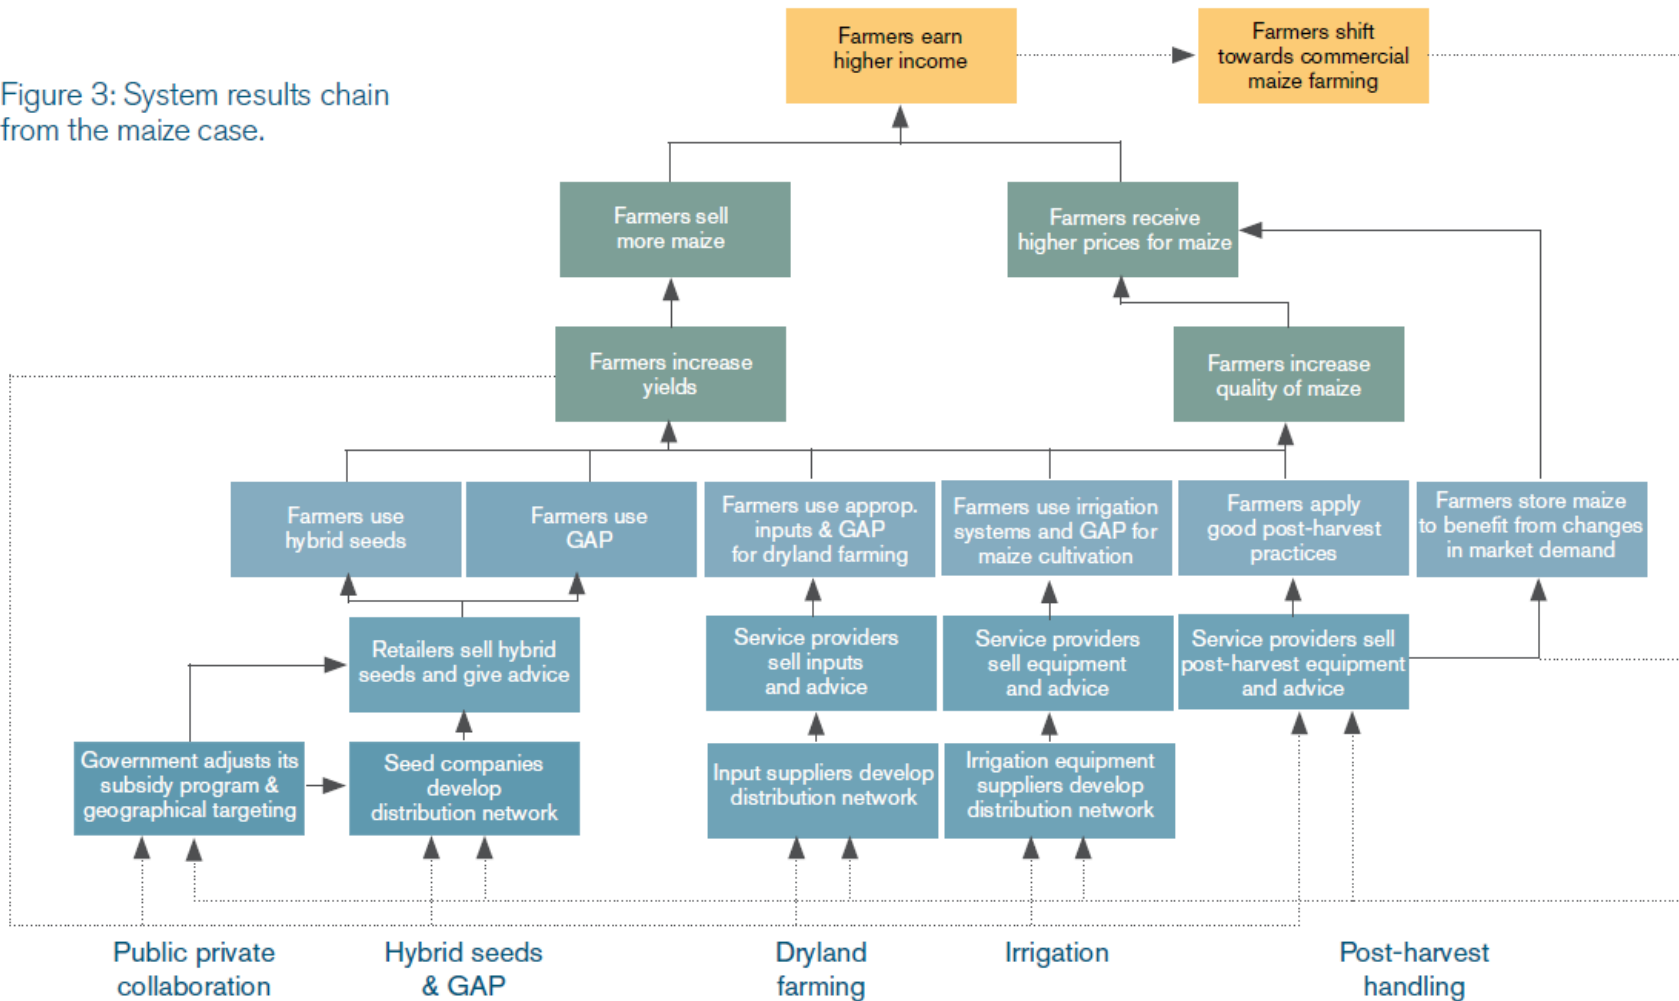 Farmers earn
higher income
Farmers shift
towards commercial
maize farming
Figure 3: System results chain
from the maize case.
Farmers sell
more maize
Farmers receive
higher prices for maize
Farmers increase
yields
Farmers increase
quality of maize
Farmers use
hybrid seeds
Farmers use
GAP
Farmers use approp.
inputs & GAP
for dryland farming
Farmers use irrigation
systems and GAP for
maize cultivation
Farmers apply
good post-harvest
practices
Farmers store maize
to benefit from changes
in market demand
Retailers sell hybrid
seeds and give advice
Service providers
sell inputs
and advice
Service providers
sell equipment
and advice
Service providers sell
post-harvest equipment
and advice
Government adjusts its
subsidy program &
geographical targeting
Seed companies
develop
distribution network
Input suppliers develop
distribution network
Irrigation equipment
suppliers develop
distribution network
Public private
collaboration
Hybrid seeds
& GAP
Dryland
farming
Irrigation
Post-harvest
handling